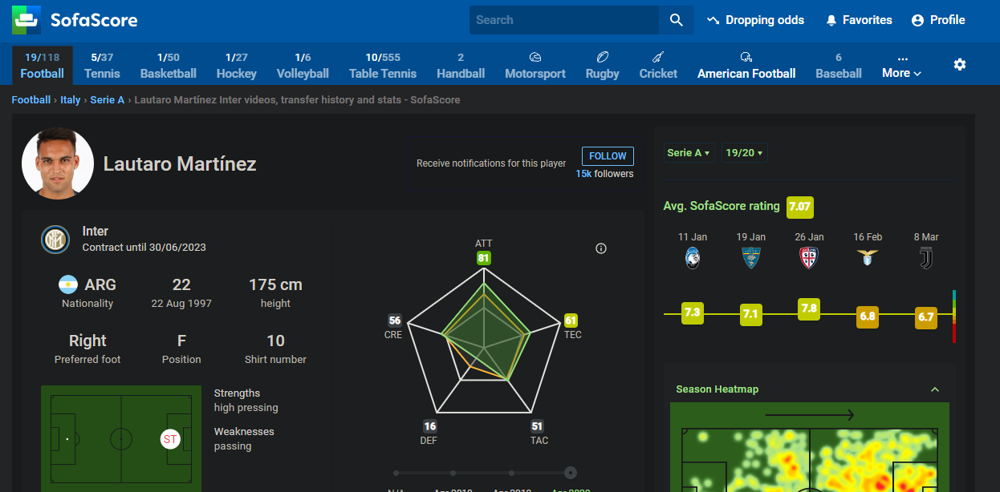 SofaScore
Search
Dropping odds
Favorites
Profile
19/118
Football
5/37
Tennis
1/50
Basketball
1/27
Hockey
1/6
Volleyball
10/555
Table Tennis
2
Handball
Motorsport
Rugby
Cricket
American Football
6
Baseball
...
More
Football › Italy › Serie A › Lautaro Martínez Inter videos, transfer history and stats - SofaScore
Lautaro Martínez
Receive notifications for this player
FOLLOW
15k followers
Inter
Contract until 30/06/2023
ARG
Nationality
22
22 Aug 1997
175 cm
height
Right
Preferred foot
F
Position
10
Shirt number
ST
Strengths
high pressing
Weaknesses
passing
ATT
81
56
CRE
61
TEC
16
DEF
51
TAC
N/A
Apr 2019
Serie A
19/20
Avg. SofaScore rating 7.07
11 Jan
19 Jan
26 Jan
16 Feb
8 Mar
7.3
7.1
7.8
6.8
6.7
Season Heatmap